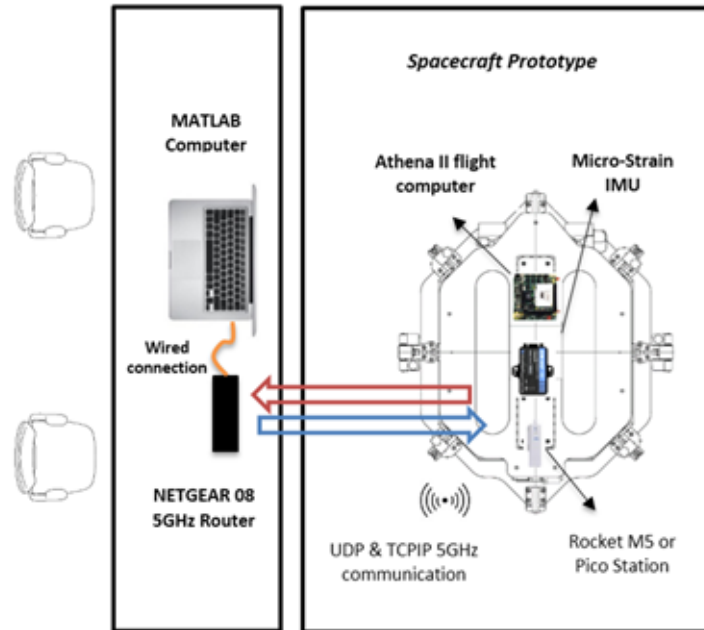 Spacecraft Prototype
MATLAB
Computer
Athena II flight
computer
Micro-Strain
IMU
Wired
connection
NETGEAR 08
5GHz Router
UDP & TCPIP 5GHz
communication
Rocket M5 or
Pico Station